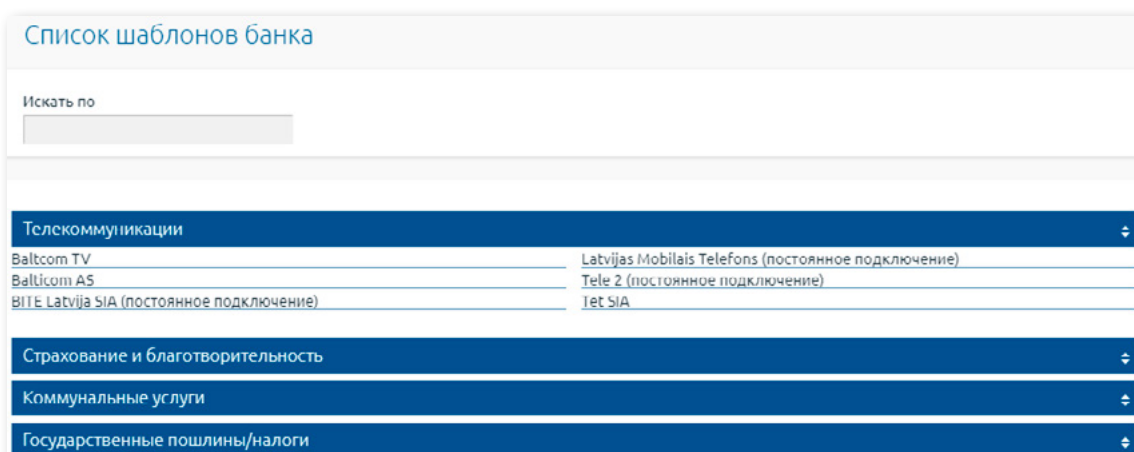 Список шаблонов банка
Искать по
Телекоммуникации
Baltcom TV
Latvijas Mobilais Telefons (постоянное подключение)
Balticom AS
Tele 2 (постоянное подключение)
BITE Latvija SIA (постоянное подключение)
Tet SIA
Страхование и благотворительность
Коммунальные услуги
Государственные пошлины/налоги